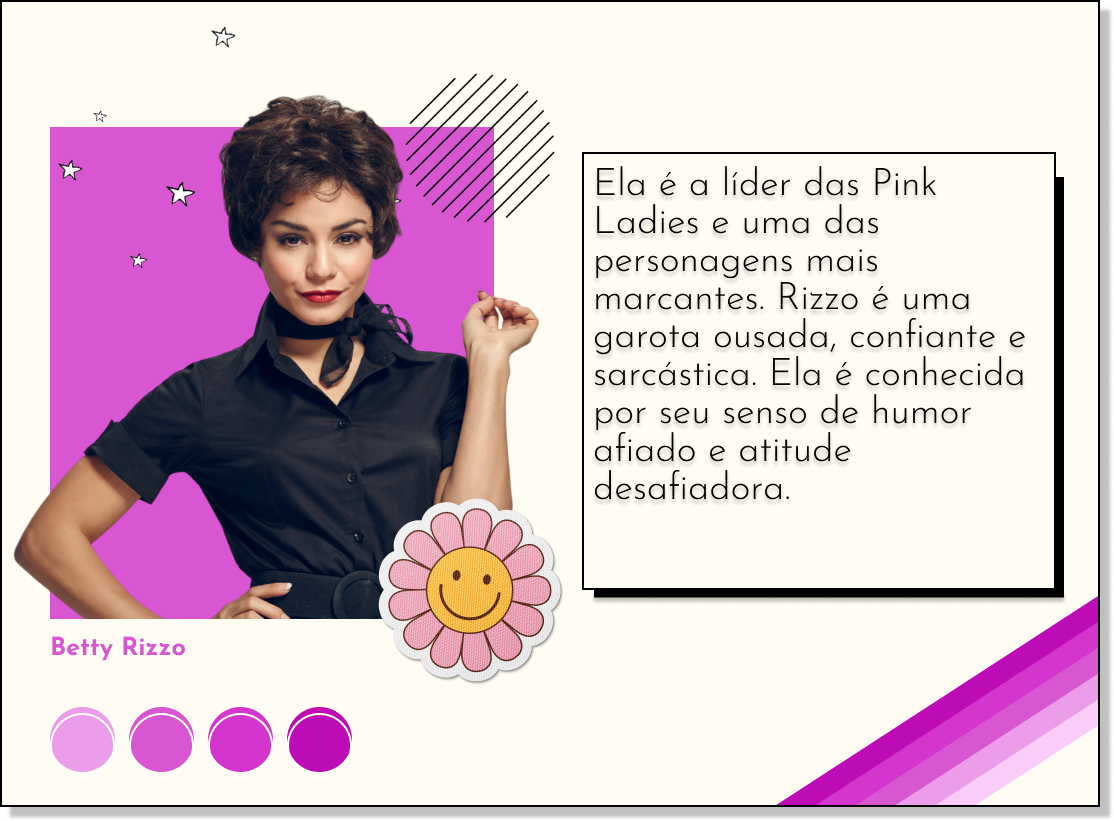 Ela é a líder das Pink
Ladies e uma das
personagens mais
marcantes. Rizzo é uma
garota ousada, confiante e
sarcástica. Ela é conhecida
por seu senso de humor
afiado e atitude
desafiadora.
Betty Rizzo